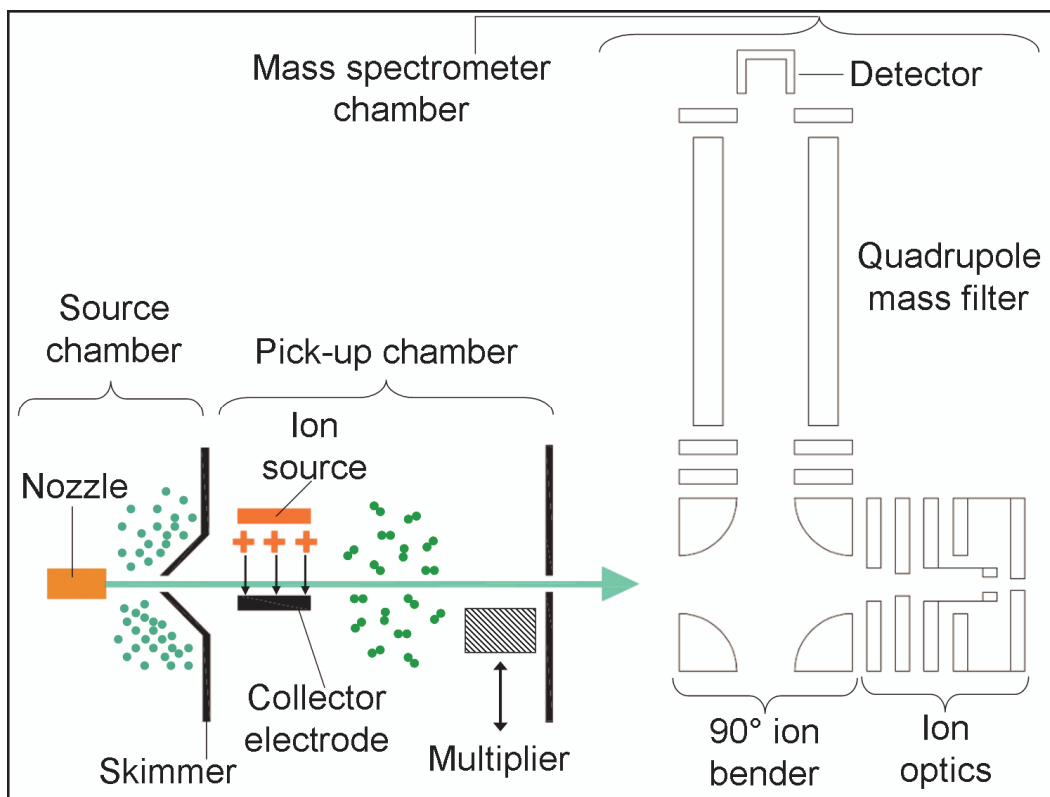 Mass spectrometer
chamber
Detector
Quadrupole
mass filter
Source
chamber
Pick-up chamber
Ion
source
Nozzle
Collector
electrode
Multiplier
Skimmer
90° ion
bender
Ion
optics